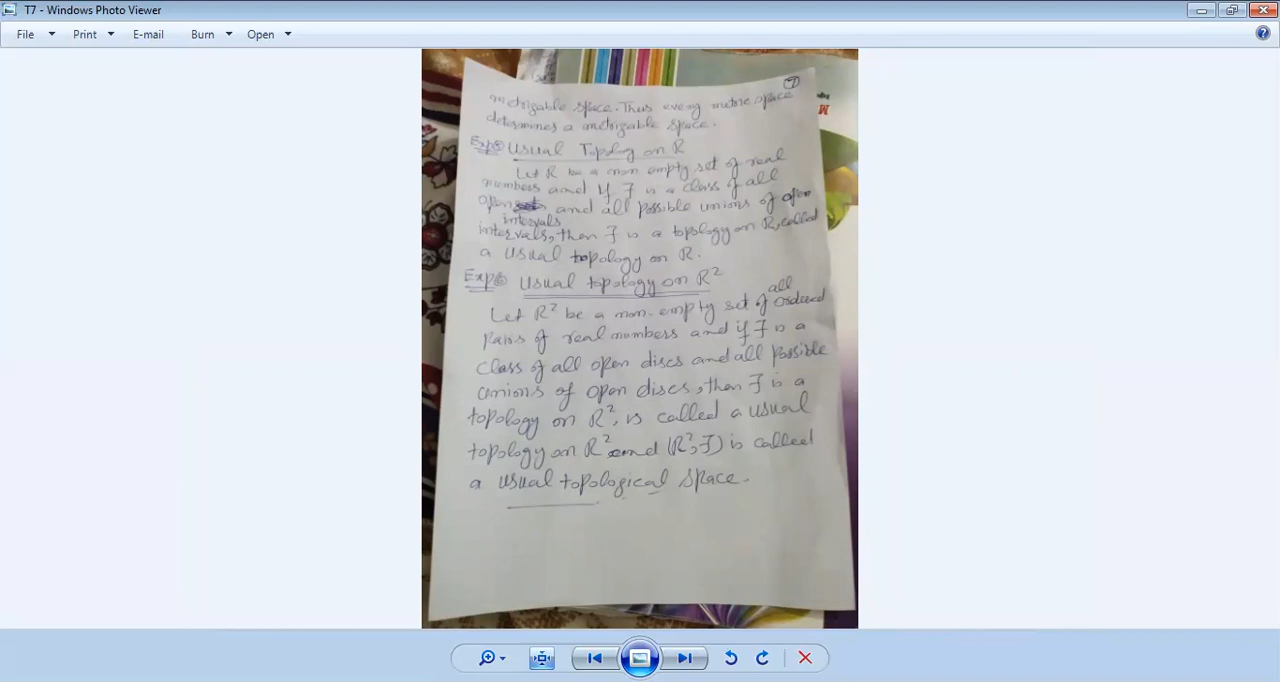 T7 - Windows Photo Viewer
File Print E-mail Burn Open
7
metrizable space. Thus every metric space
determines a metrizable space.
Exp⑤ Usual Topology on R
Let R be a non empty set of real
numbers and if J is a class of all
open intervals and all possible unions of open
intervals, then J is a topology on R, called
a usual topology on R.
Exp⑥ Usual topology on R²
Let R² be a non-empty set of all ordered
pairs of real numbers and if J is a
class of all open discs and all possible
unions of open discs, then J is a
topology on R², is called a usual
topology on R² and (R², J) is called
a usual topological space.